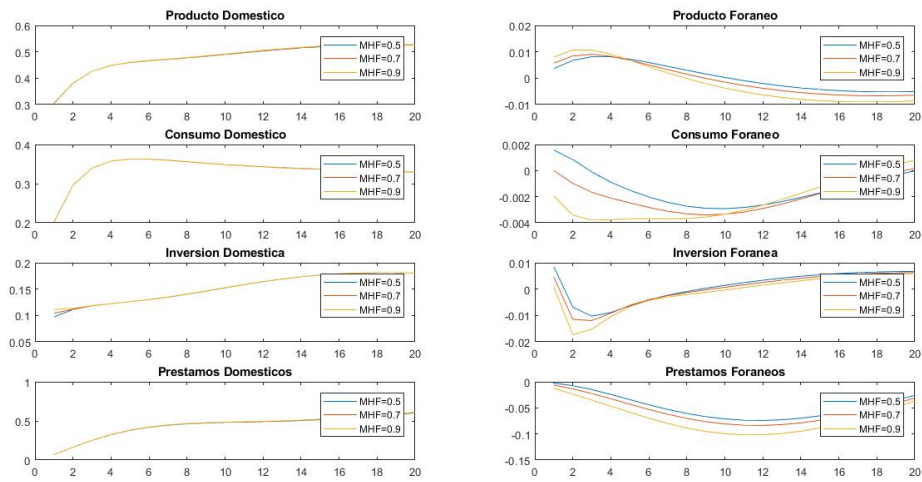 Producto Domestico
0.6
0.5
0.4
0.3
MHF=0.5
MHF=0.7
MHF=0.9
0 2 4 6 8 10 12 14 16 18 20
Producto Foraneo
0.02
0.01
0
-0.01
MHF=0.5
MHF=0.7
MHF=0.9
0 2 4 6 8 10 12 14 16 18 20
Consumo Domestico
0.4
0.3
0.2
MHF=0.5
MHF=0.7
MHF=0.9
0 2 4 6 8 10 12 14 16 18 20
Consumo Foraneo
0.002
0
-0.002
-0.004
MHF=0.5
MHF=0.7
MHF=0.9
0 2 4 6 8 10 12 14 16 18 20
Inversion Domestica
0.2
0.15
0.1
0.05
MHF=0.5
MHF=0.7
MHF=0.9
0 2 4 6 8 10 12 14 16 18 20
Inversion Foranea
0.01
0
-0.01
-0.02
MHF=0.5
MHF=0.7
MHF=0.9
0 2 4 6 8 10 12 14 16 18 20
Prestamos Domesticos
1
0.5
0
MHF=0.5
MHF=0.7
MHF=0.9
0 2 4 6 8 10 12 14 16 18 20
Prestamos Foraneos
0
-0.05
-0.1
-0.15
MHF=0.5
MHF=0.7
MHF=0.9
0 2 4 6 8 10 12 14 16 18 20